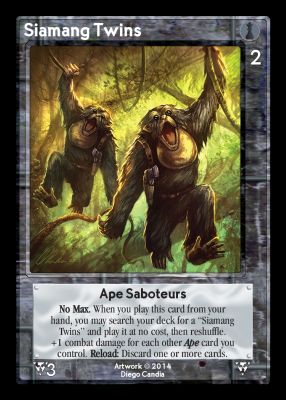 Siamang Twins
2
Ape Saboteurs
No Max. When you play this card from your
hand, you may search your deck for a “Siamang
Twins” and play it at no cost, then reshuffle.
+1 combat damage for each other Ape card you
control. Reload: Discard one or more cards.
3
Artwork © 2014
Diego Candia